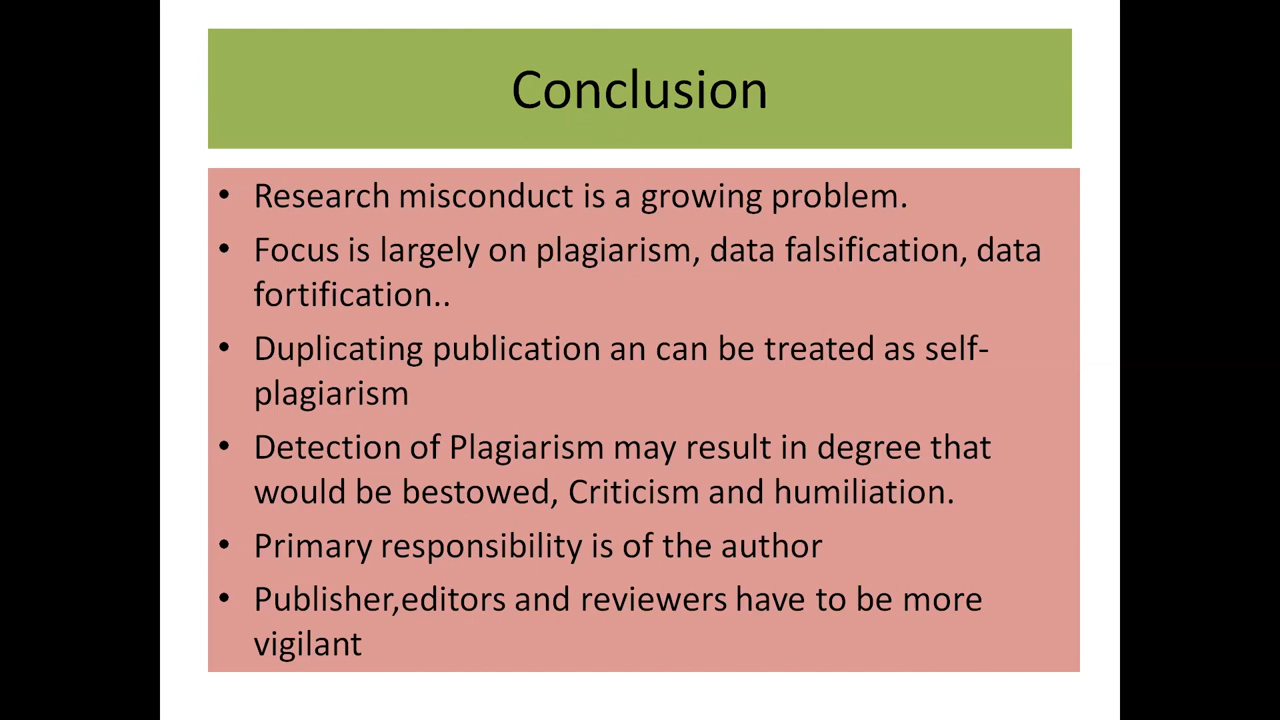 Conclusion
• Research misconduct is a growing problem.
• Focus is largely on plagiarism, data falsification, data
fortification..
• Duplicating publication an can be treated as self-
plagiarism
• Detection of Plagiarism may result in degree that
would be bestowed, Criticism and humiliation.
• Primary responsibility is of the author
• Publisher,editors and reviewers have to be more
vigilant